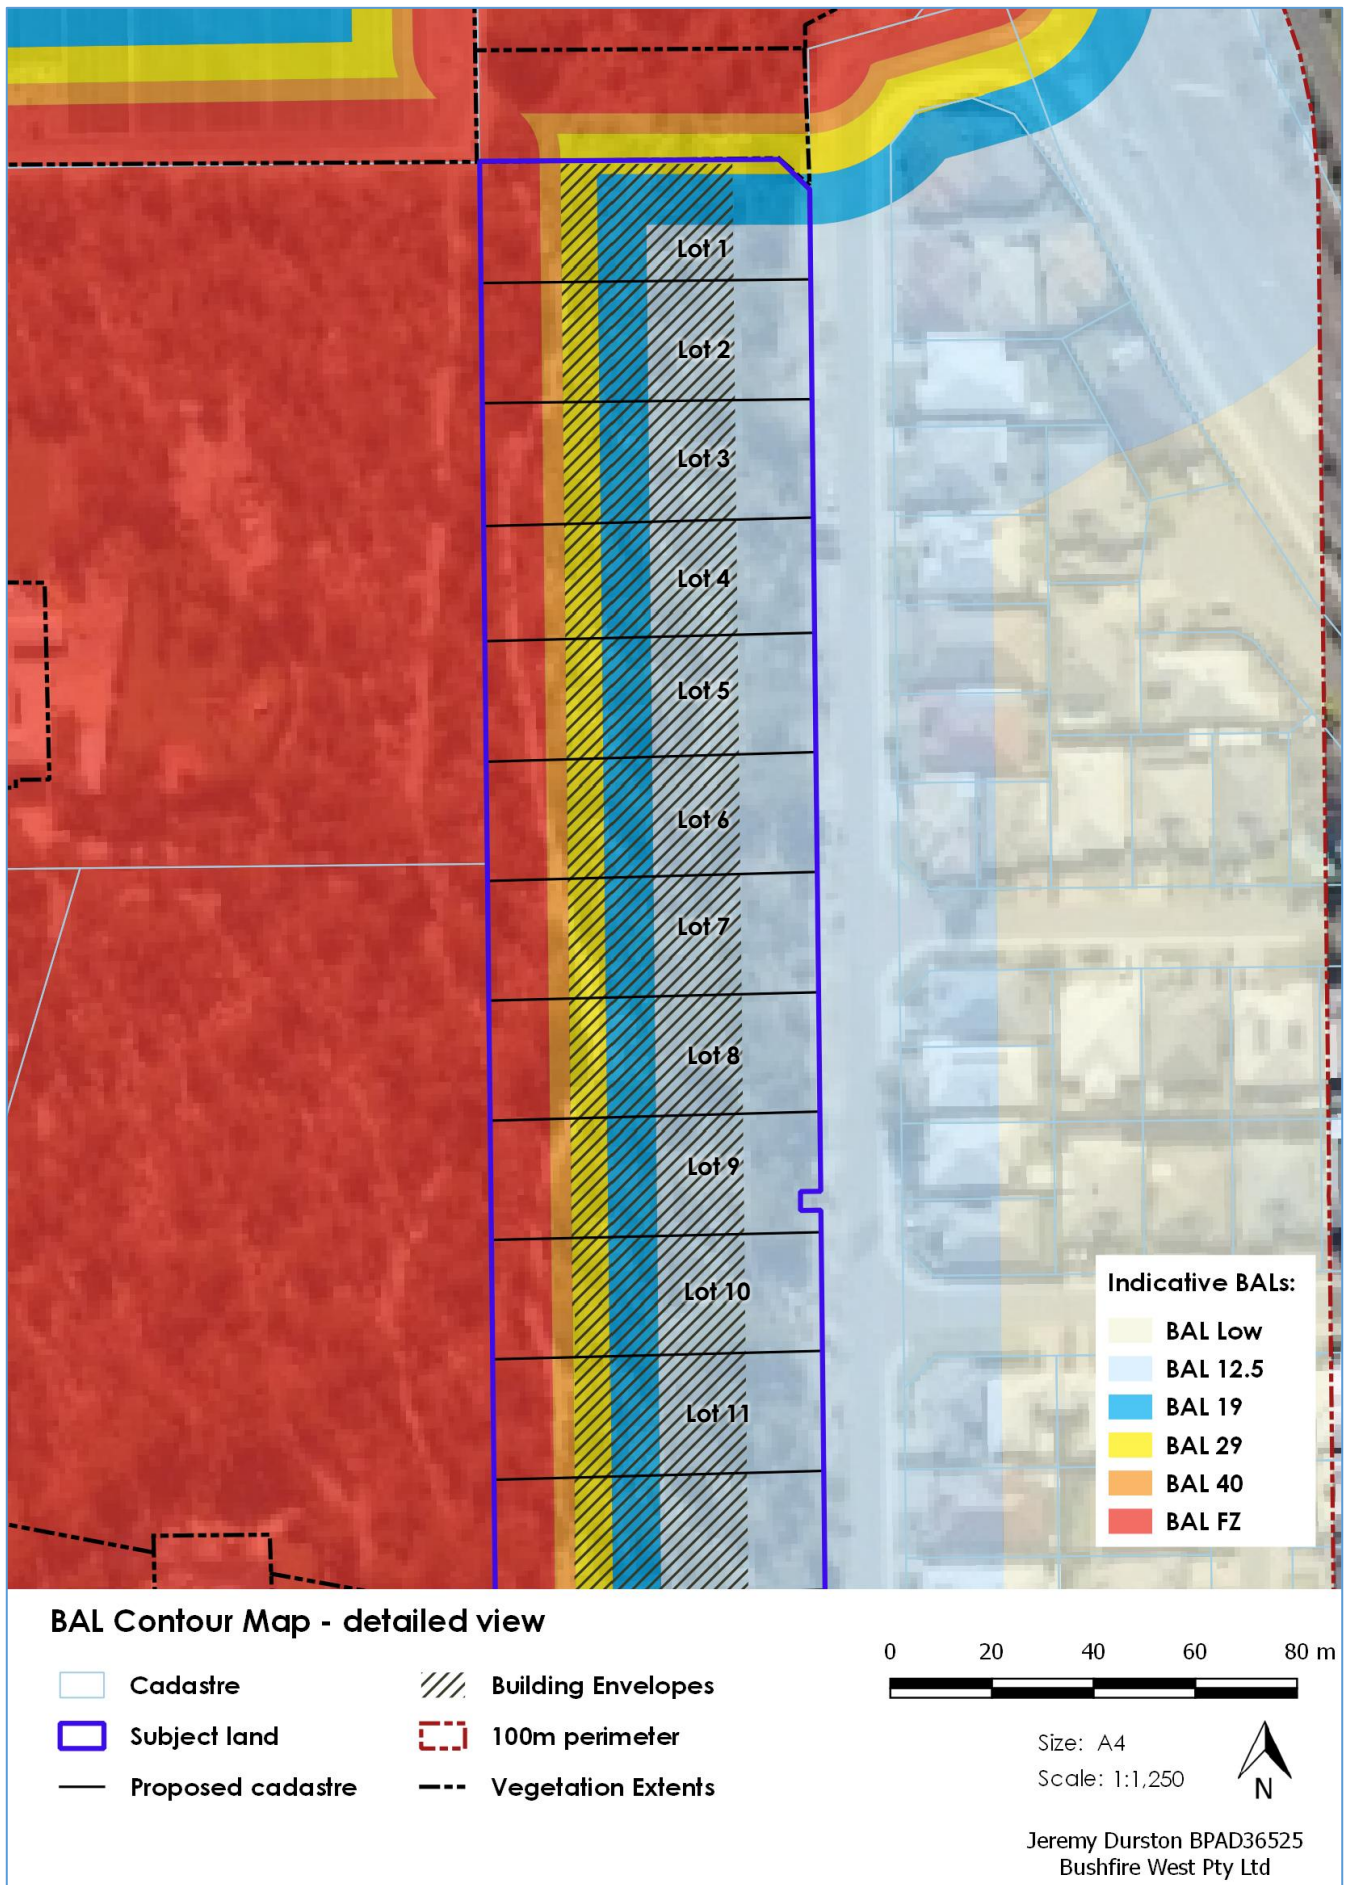 Lot 1
Lot 2
Lot 3
Lot 4
Lot 5
Lot 6
Lot 7
Lot 8
Lot 9
Lot 10
Lot 11
Indicative BALs:
BAL Low
BAL 12.5
BAL 19
BAL 29
BAL 40
BAL FZ
BAL Contour Map - detailed view
Cadastre
Subject land
Proposed cadastre
Building Envelopes
100m perimeter
Vegetation Extents
0 20 40 60 80 m
Size: A4
Scale: 1:1,250
N
Jeremy Durston BPAD36525
Bushfire West Pty Ltd